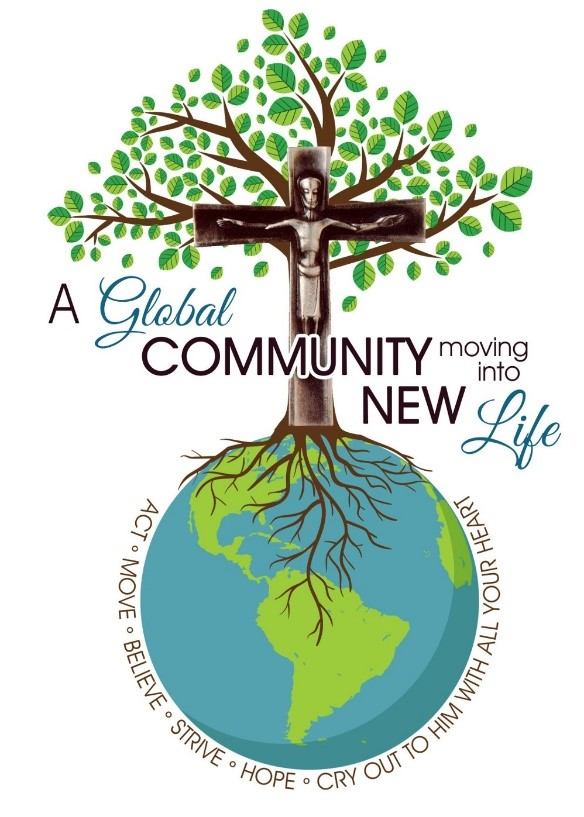 A Global
COMMUNITY moving
into
NEW Life
ACT ∘ MOVE ∘ BELIEVE ∘ STRIVE ∘ HOPE ∘ CRY OUT TO HIM WITH ALL YOUR HEART